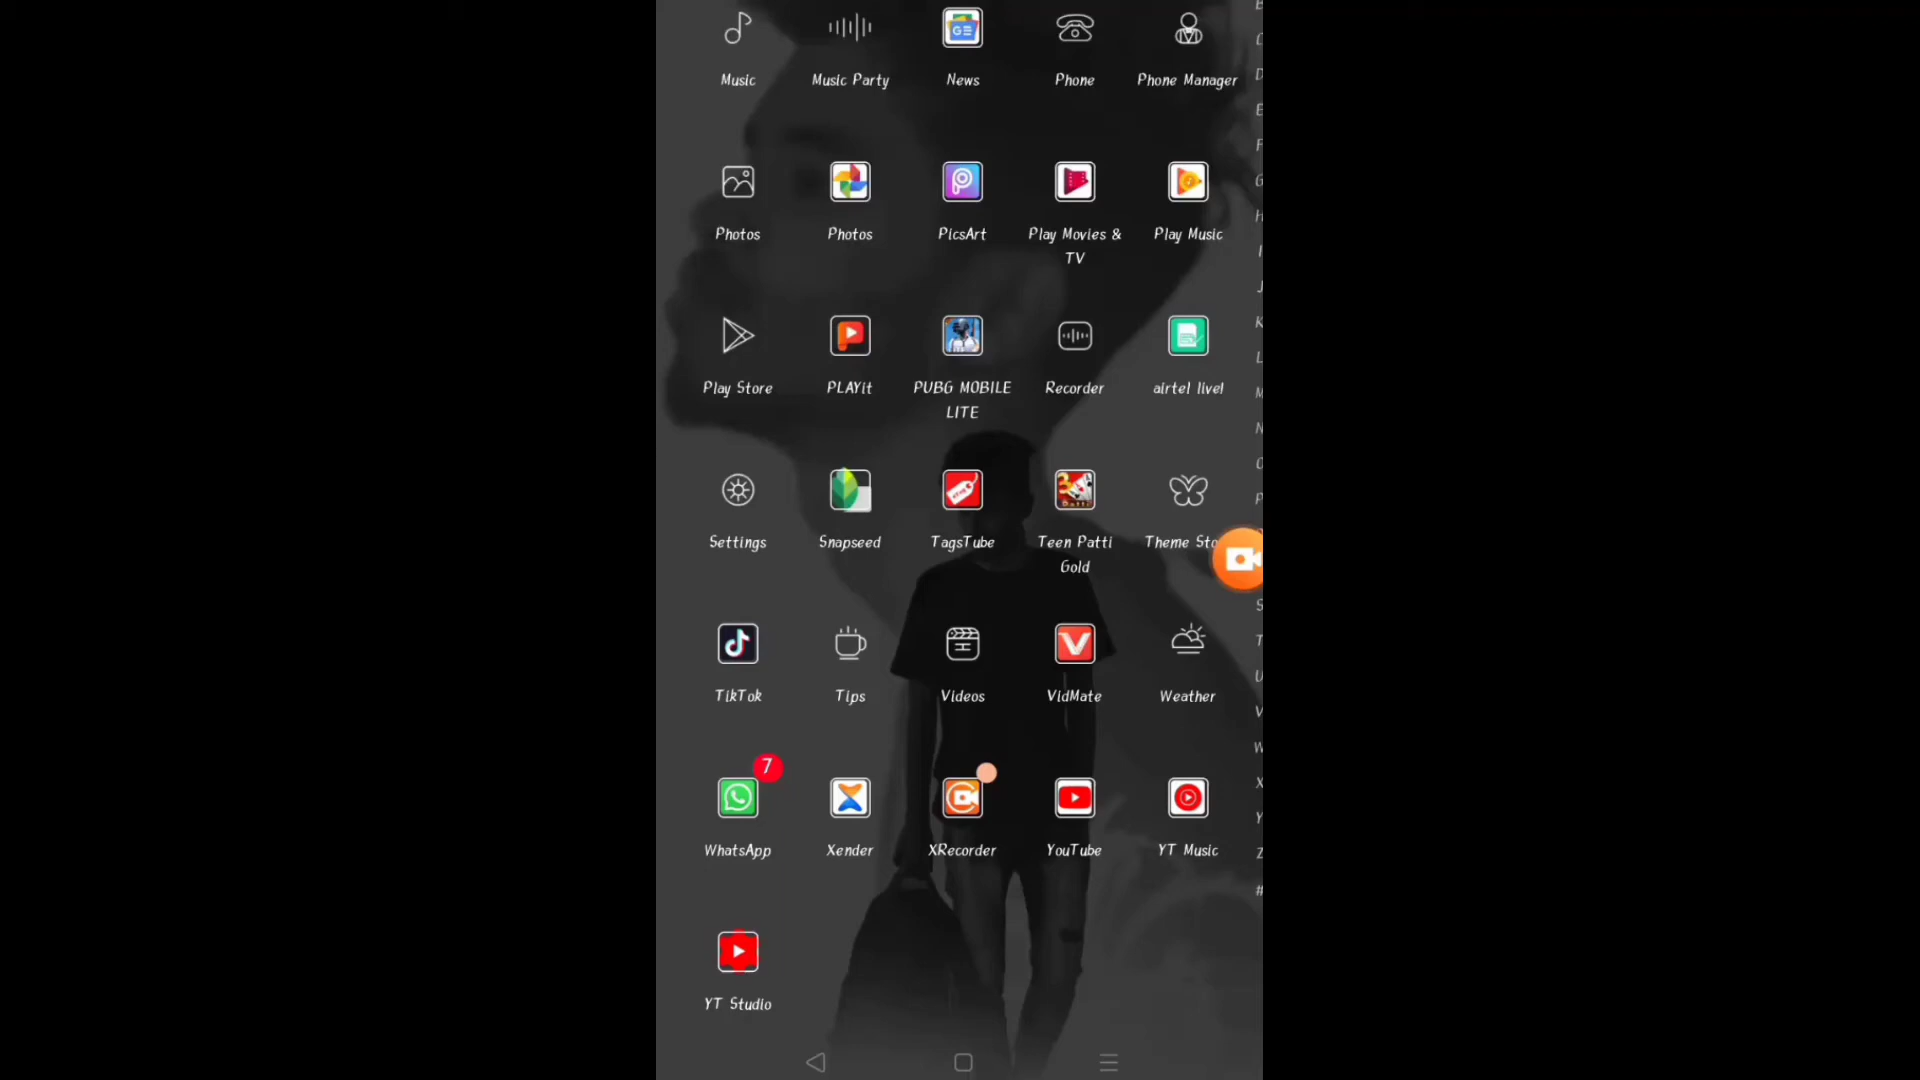 Music Music Party News Phone Phone Manager
Photos Photos PicsArt Play Movies & Play Music
TV
Play Store PLAYit PUBG MOBILE Recorder airtel live!
LITE
Settings Snapseed TagsTube Teen Patti Theme Sto
Gold
TikTok Tips Videos VidMate Weather
7
WhatsApp Xender XRecorder YouTube YT Music
YT Studio